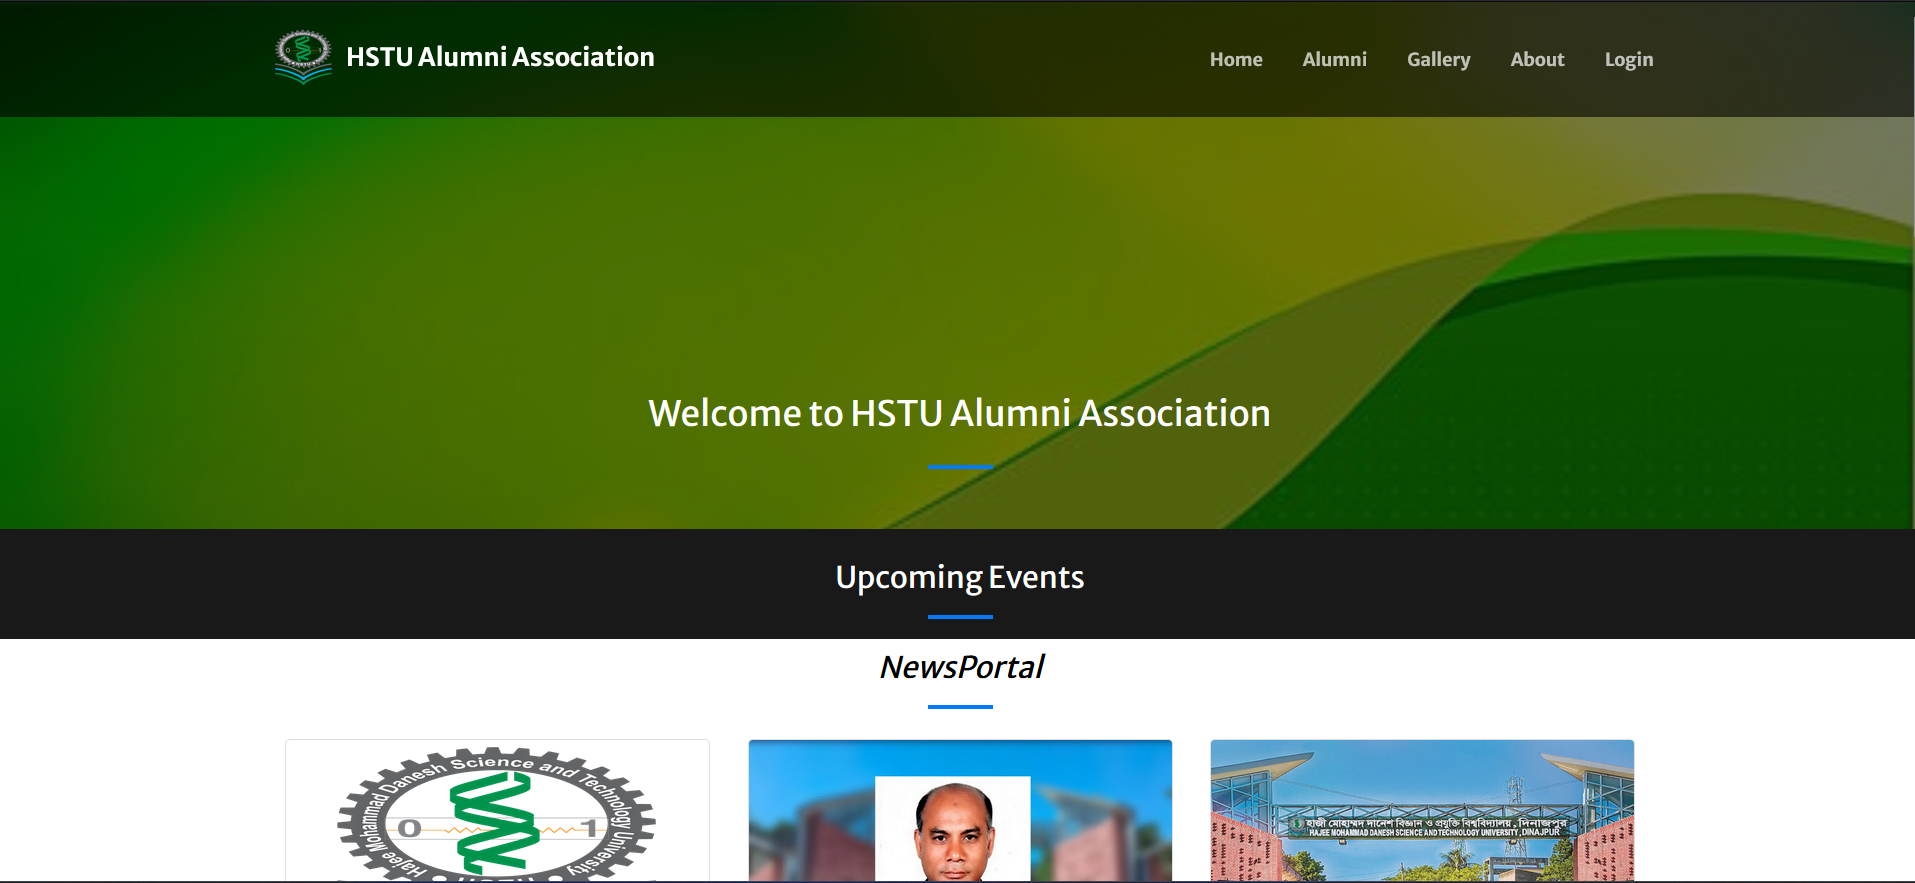 HSTU Alumni Association
Home
Alumni
Gallery
About
Login
Welcome to HSTU Alumni Association
Upcoming Events
NewsPortal
Hajee Mohammad Danesh Science and Technology University
0 1
হাজী মোহাম্মদ দানেশ বিজ্ঞান ও প্রযুক্তি বিশ্ববিদ্যালয়, দিনাজপুর
HAJEE MOHAMMAD DANESH SCIENCE AND TECHNOLOGY UNIVERSITY, DINAJPUR